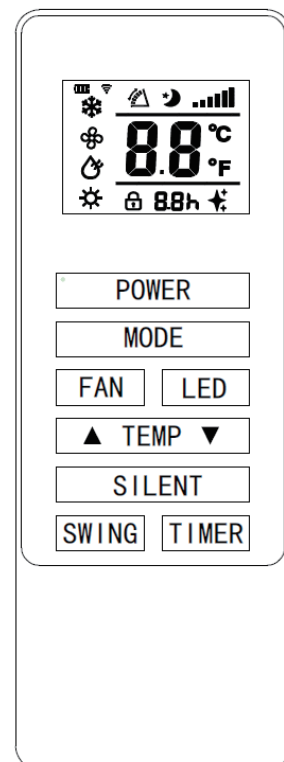 8.8 °C
°F
8.8h
POWER
MODE
FAN LED
▲ TEMP ▼
SILENT
SWING TIMER